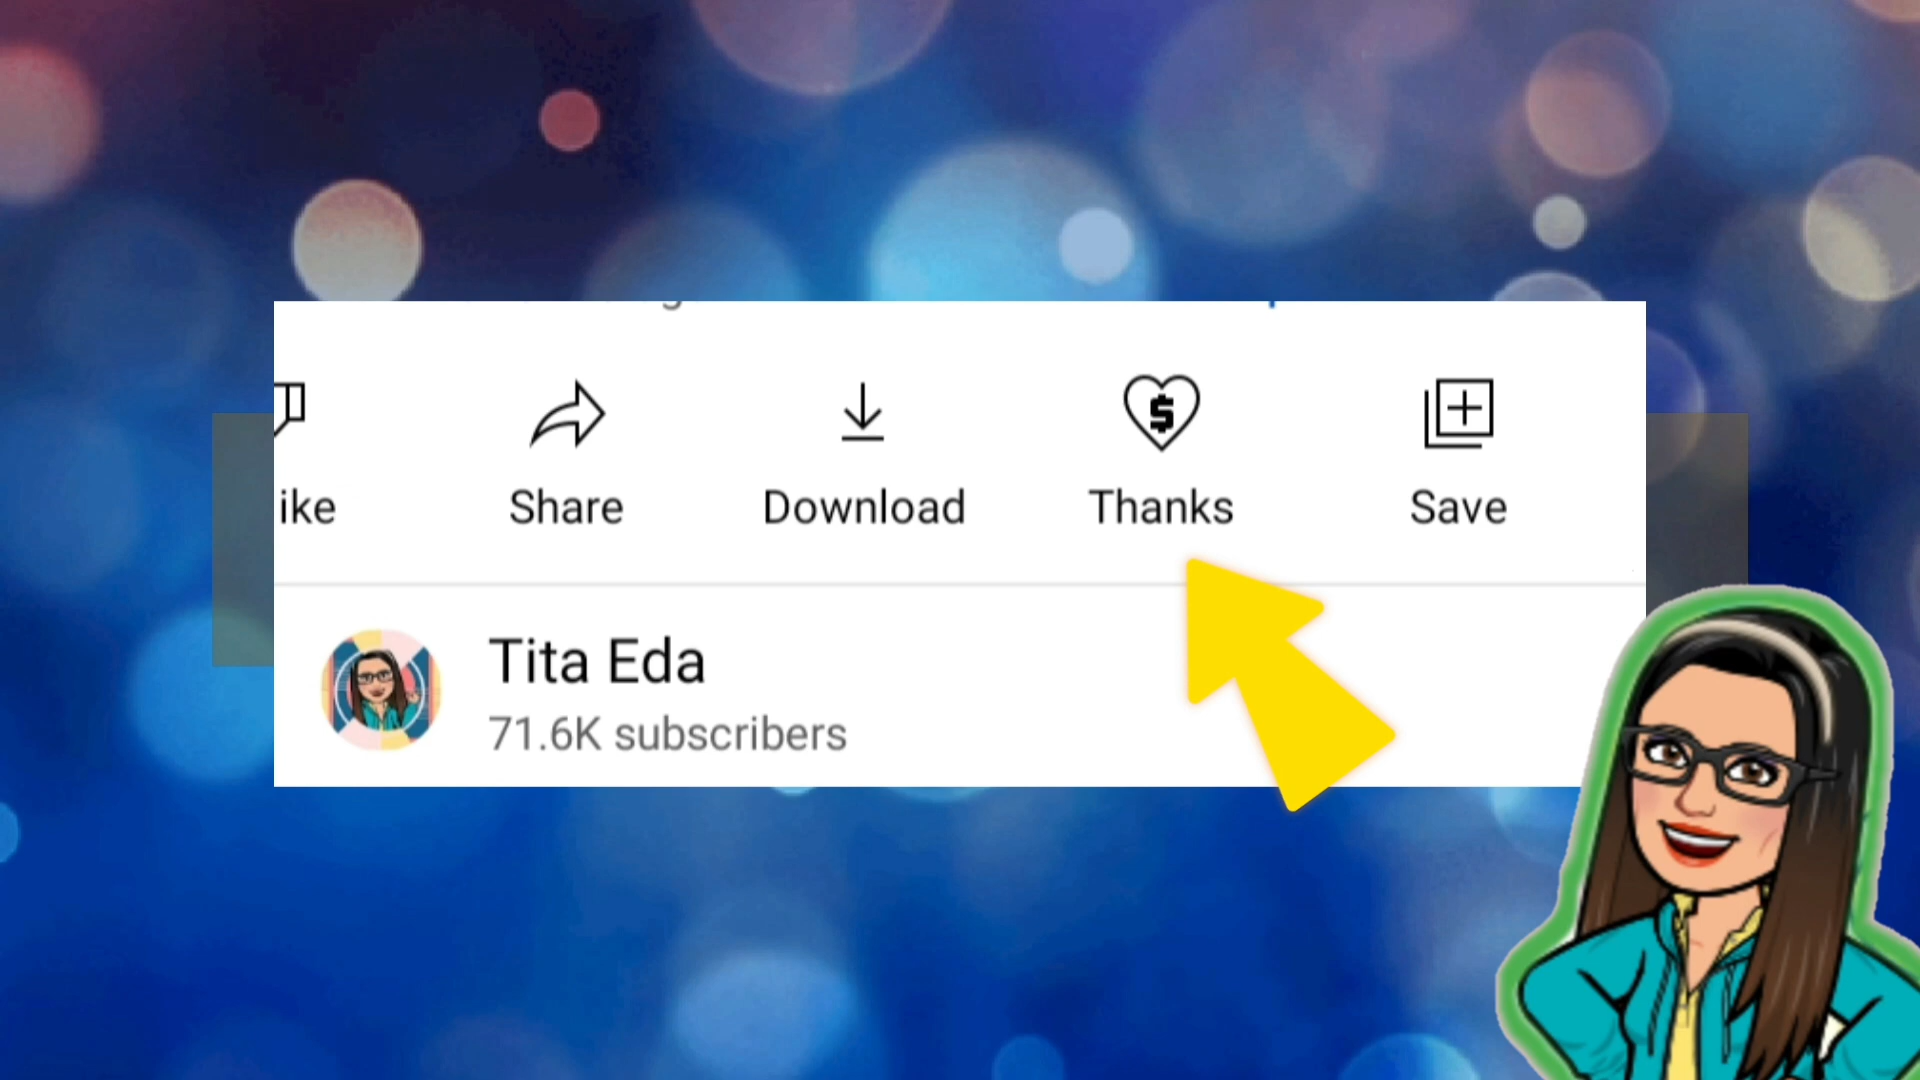 ike
Share
Download
Thanks
Save
Tita Eda
71.6K subscribers